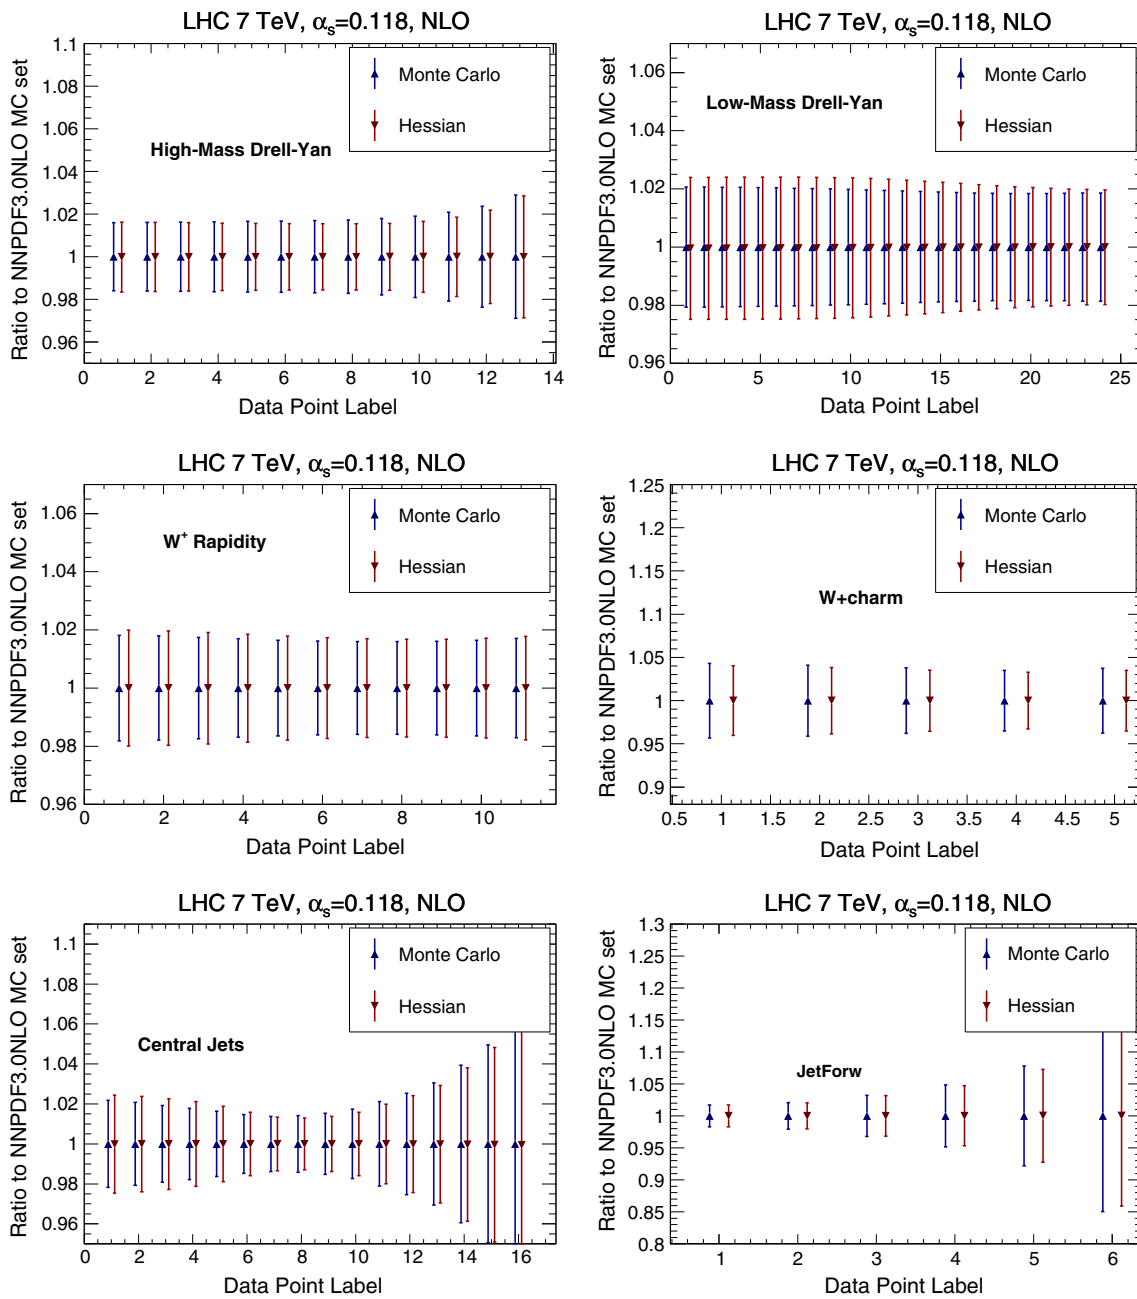 LHC 7 TeV, αs=0.118, NLO
Ratio to NNPDF3.0NLO MC set
1.1
1.08
1.06
1.04
1.02
1
0.98
0.96
Monte Carlo
Hessian
High-Mass Drell-Yan
0 2 4 6 8 10 12 14
Data Point Label
LHC 7 TeV, αs=0.118, NLO
Ratio to NNPDF3.0NLO MC set
1.06
1.04
1.02
1
0.98
0.96
Monte Carlo
Hessian
Low-Mass Drell-Yan
0 5 10 15 20 25
Data Point Label
LHC 7 TeV, αs=0.118, NLO
Ratio to NNPDF3.0NLO MC set
1.06
1.04
1.02
1
0.98
0.96
Monte Carlo
Hessian
W+ Rapidity
0 2 4 6 8 10
Data Point Label
LHC 7 TeV, αs=0.118, NLO
Ratio to NNPDF3.0NLO MC set
1.25
1.2
1.15
1.1
1.05
1
0.95
0.9
Monte Carlo
Hessian
W+charm
0.5 1 1.5 2 2.5 3 3.5 4 4.5 5
Data Point Label
LHC 7 TeV, αs=0.118, NLO
Ratio to NNPDF3.0NLO MC set
1.1
1.08
1.06
1.04
1.02
1
0.98
0.96
Monte Carlo
Hessian
Central Jets
0 2 4 6 8 10 12 14 16
Data Point Label
LHC 7 TeV, αs=0.118, NLO
Ratio to NNPDF3.0NLO MC set
1.3
1.25
1.2
1.15
1.1
1.05
1
0.95
0.9
0.85
0.8
Monte Carlo
Hessian
JetForw
1 2 3 4 5 6
Data Point Label